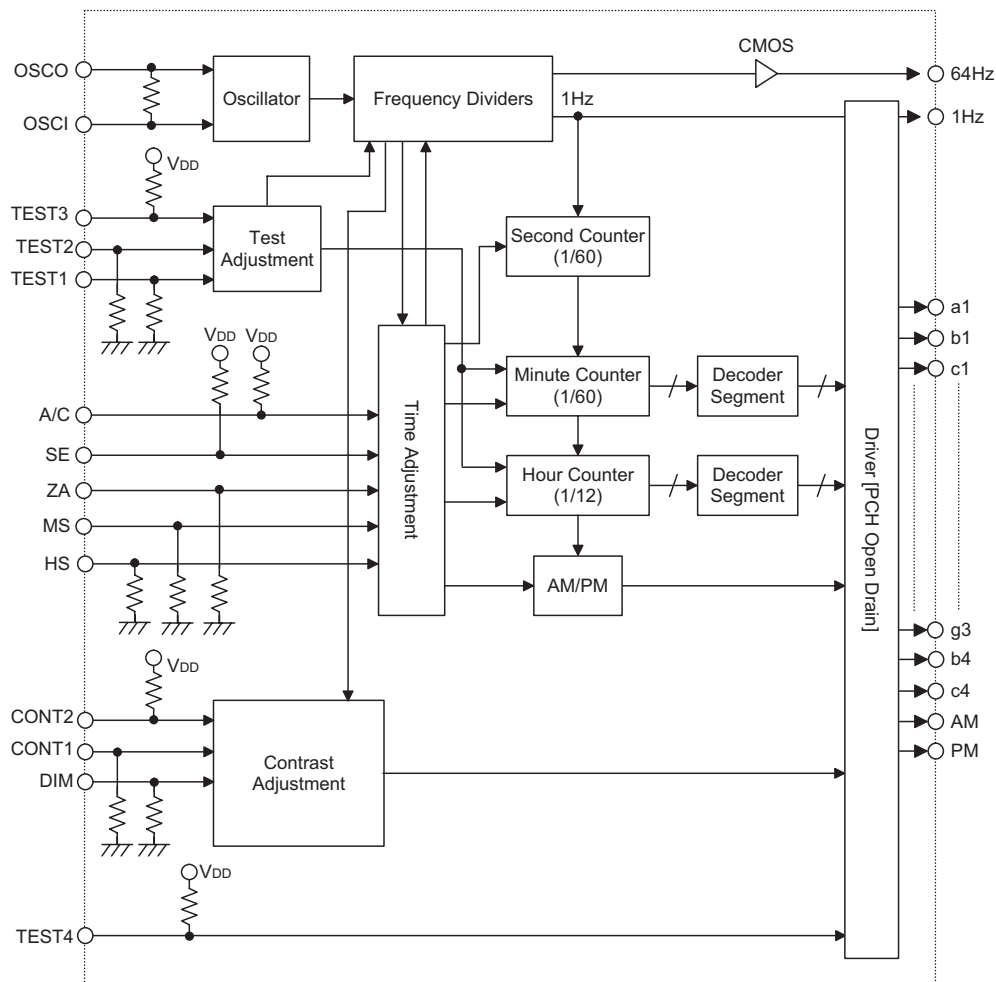 CMOS
OSCO
64Hz
Oscillator
Frequency Dividers
1Hz
1Hz
OSCI
VDD
TEST3
TEST2
TEST1
Test
Adjustment
Second Counter
(1/60)
a1
b1
c1
VDD
VDD
Minute Counter
(1/60)
Decoder
Segment
A/C
SE
ZA
MS
HS
Time Adjustment
Hour Counter
(1/12)
Decoder
Segment
Driver [PCH Open Drain]
AM/PM
g3
b4
c4
AM
PM
VDD
CONT2
CONT1
DIM
Contrast
Adjustment
VDD
TEST4